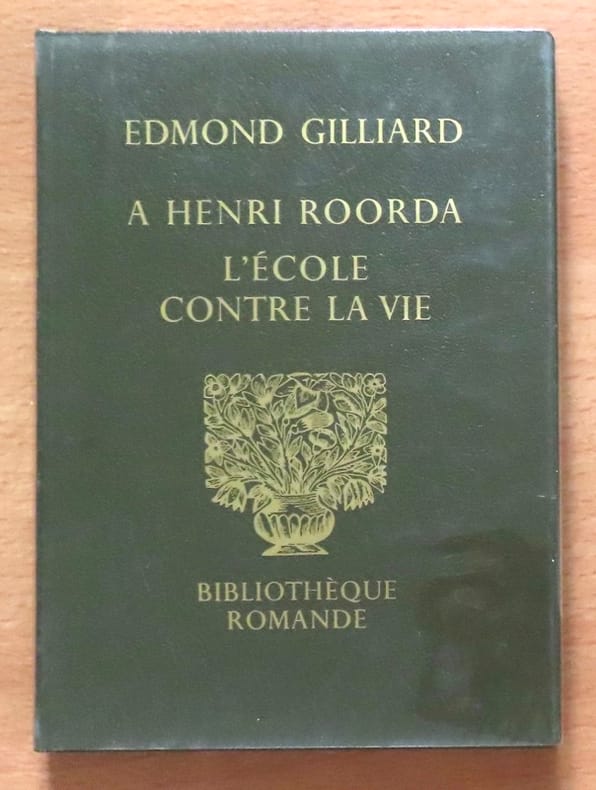 EDMOND GILLIARD
A HENRI ROORDA
L'ÉCOLE
CONTRE LA VIE
BIBLIOTHÈQUE
ROMANDE